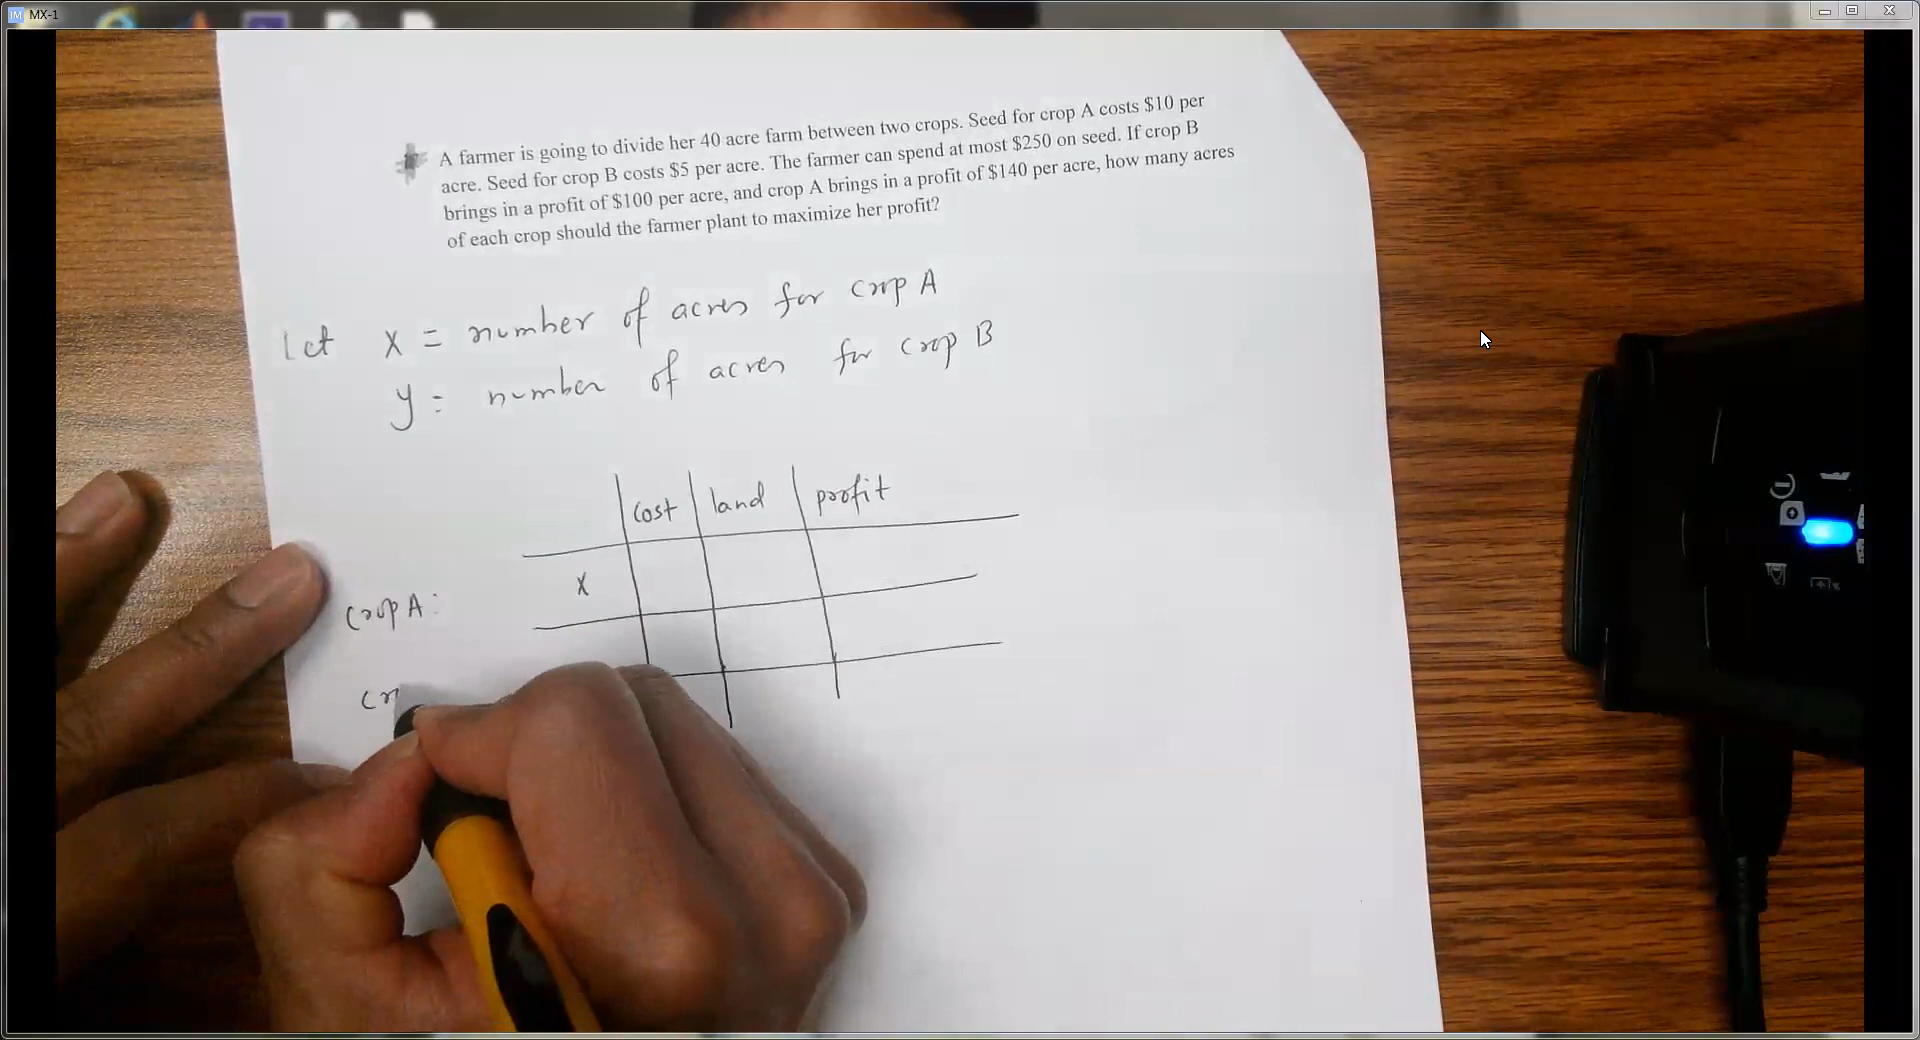 MX-1
A farmer is going to divide her 40 acre farm between two crops. Seed for crop A costs $10 per
acre. Seed for crop B costs $5 per acre. The farmer can spend at most $250 on seed. If crop B
brings in a profit of $100 per acre, and crop A brings in a profit of $140 per acre, how many acres
of each crop should the farmer plant to maximize her profit?
Let x = number of acres for crop A
y = number of acres for crop B
cost land profit
crop A: x
cr